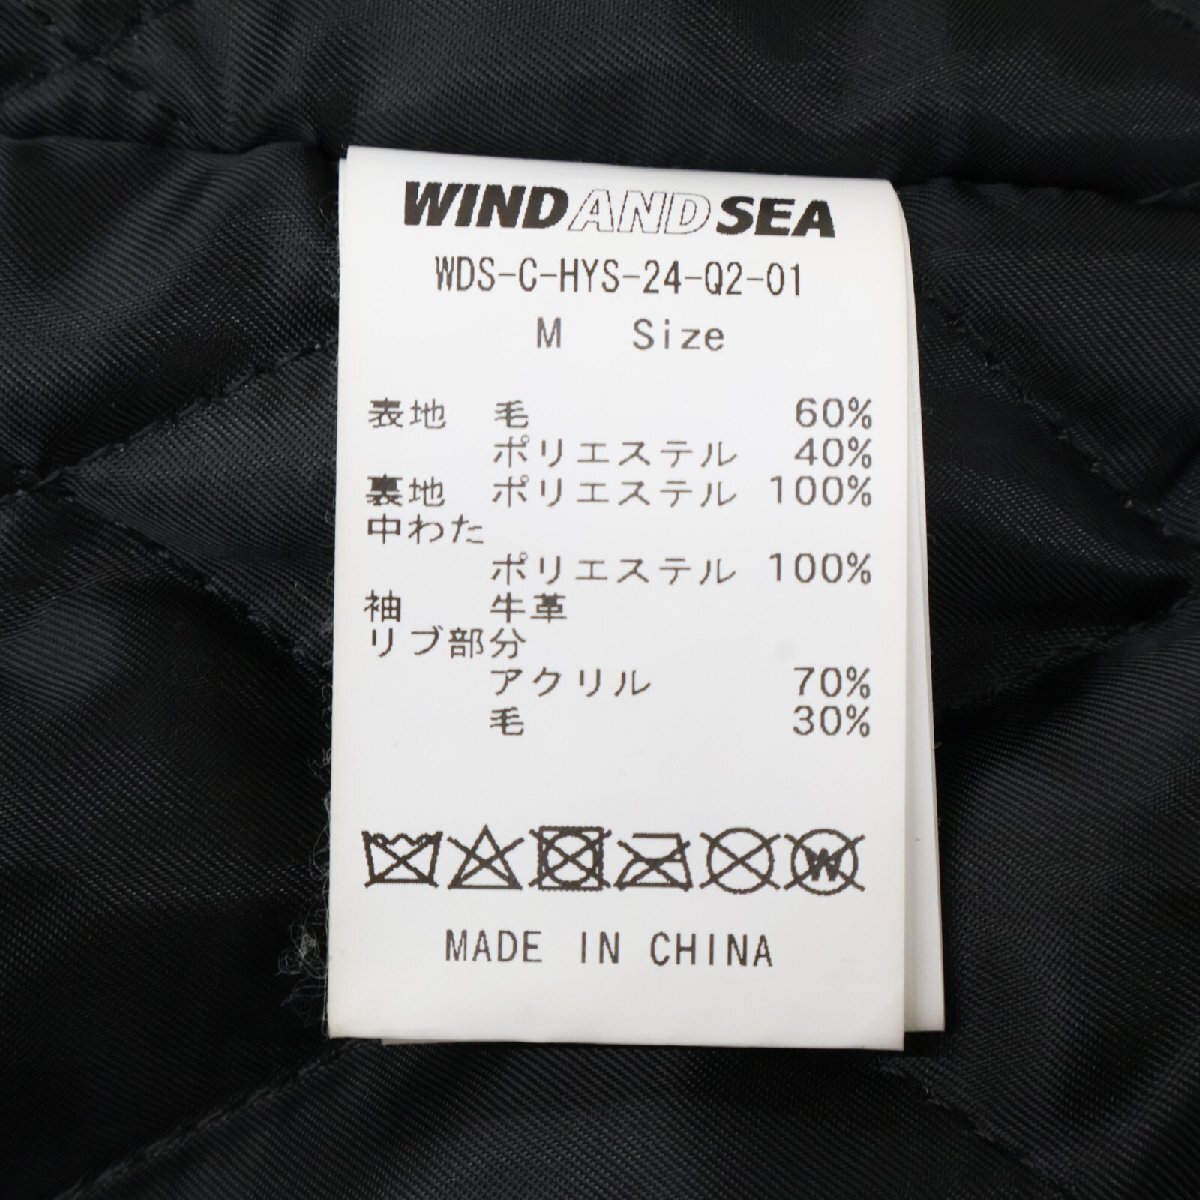 WIND AND SEA
WDS-C-HYS-24-Q2-01
M Size
表地 毛 60%
ポリエステル 40%
裏地 ポリエステル 100%
中わた
ポリエステル 100%
袖 牛革
リブ部分
アクリル 70%
毛 30%
W
MADE IN CHINA